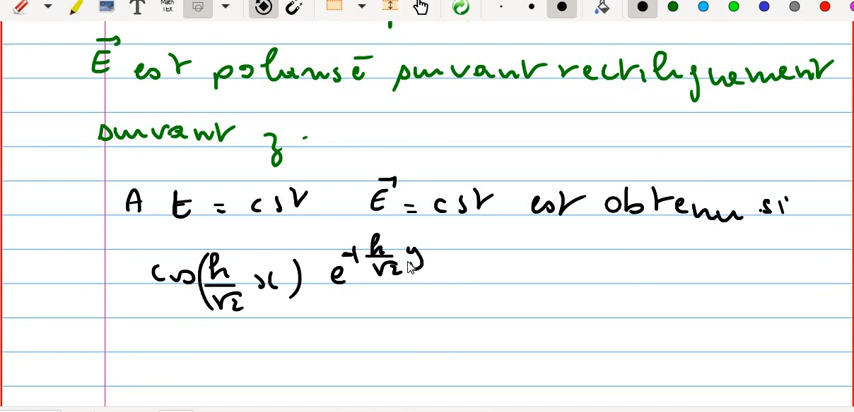 E⃗ est polarisé suivant rectilignement
suivant z.
A t = cst E⃗ = cst est obtenu si
cos(k/√2 x) e^-i k/√2 y